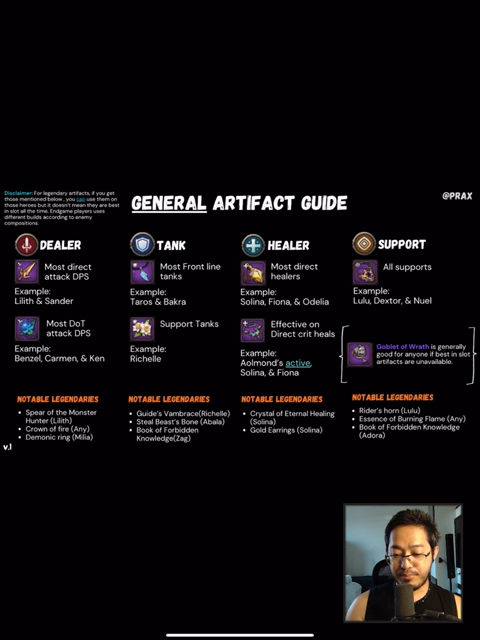 Disclaimer: For legendary artifacts, if you get
those mentioned below , you can use them on
those heroes but it doesn't mean they are best
in slot all the time. Endgame players uses
different builds according to enemy
compositions.
GENERAL ARTIFACT GUIDE
@PRAX
DEALER
Most direct
attack DPS
Example:
Lilith & Sander
Most DoT
attack DPS
Example:
Benzel, Carmen, & Ken
NOTABLE LEGENDARIES
• Spear of the Monster
Hunter (Lilith)
• Crown of fire (Any)
• Demonic ring (Milia)
TANK
Most Front line
tanks
Example:
Taros & Bakra
Support Tanks
Example:
Richelle
NOTABLE LEGENDARIES
• Guide's Vambrace(Richelle)
• Steal Beast's Bone (Abala)
• Book of Forbidden
Knowledge(Zag)
HEALER
Most direct
healers
Example:
Solina, Fiona, & Odelia
Effective on
Direct crit heals
Example:
Aolmond's active,
Solina, & Fiona
NOTABLE LEGENDARIES
• Crystal of Eternal Healing
(Solina)
• Gold Earrings (Solina)
SUPPORT
All supports
Example:
Lulu, Dextor, & Nuel
Goblet of Wrath is generally
good for anyone if best in slot
artifacts are unavailable.
NOTABLE LEGENDARIES
• Rider's horn (Lulu)
• Essence of Burning Flame (Any)
• Book of Forbidden Knowledge
(Adora)
v.1